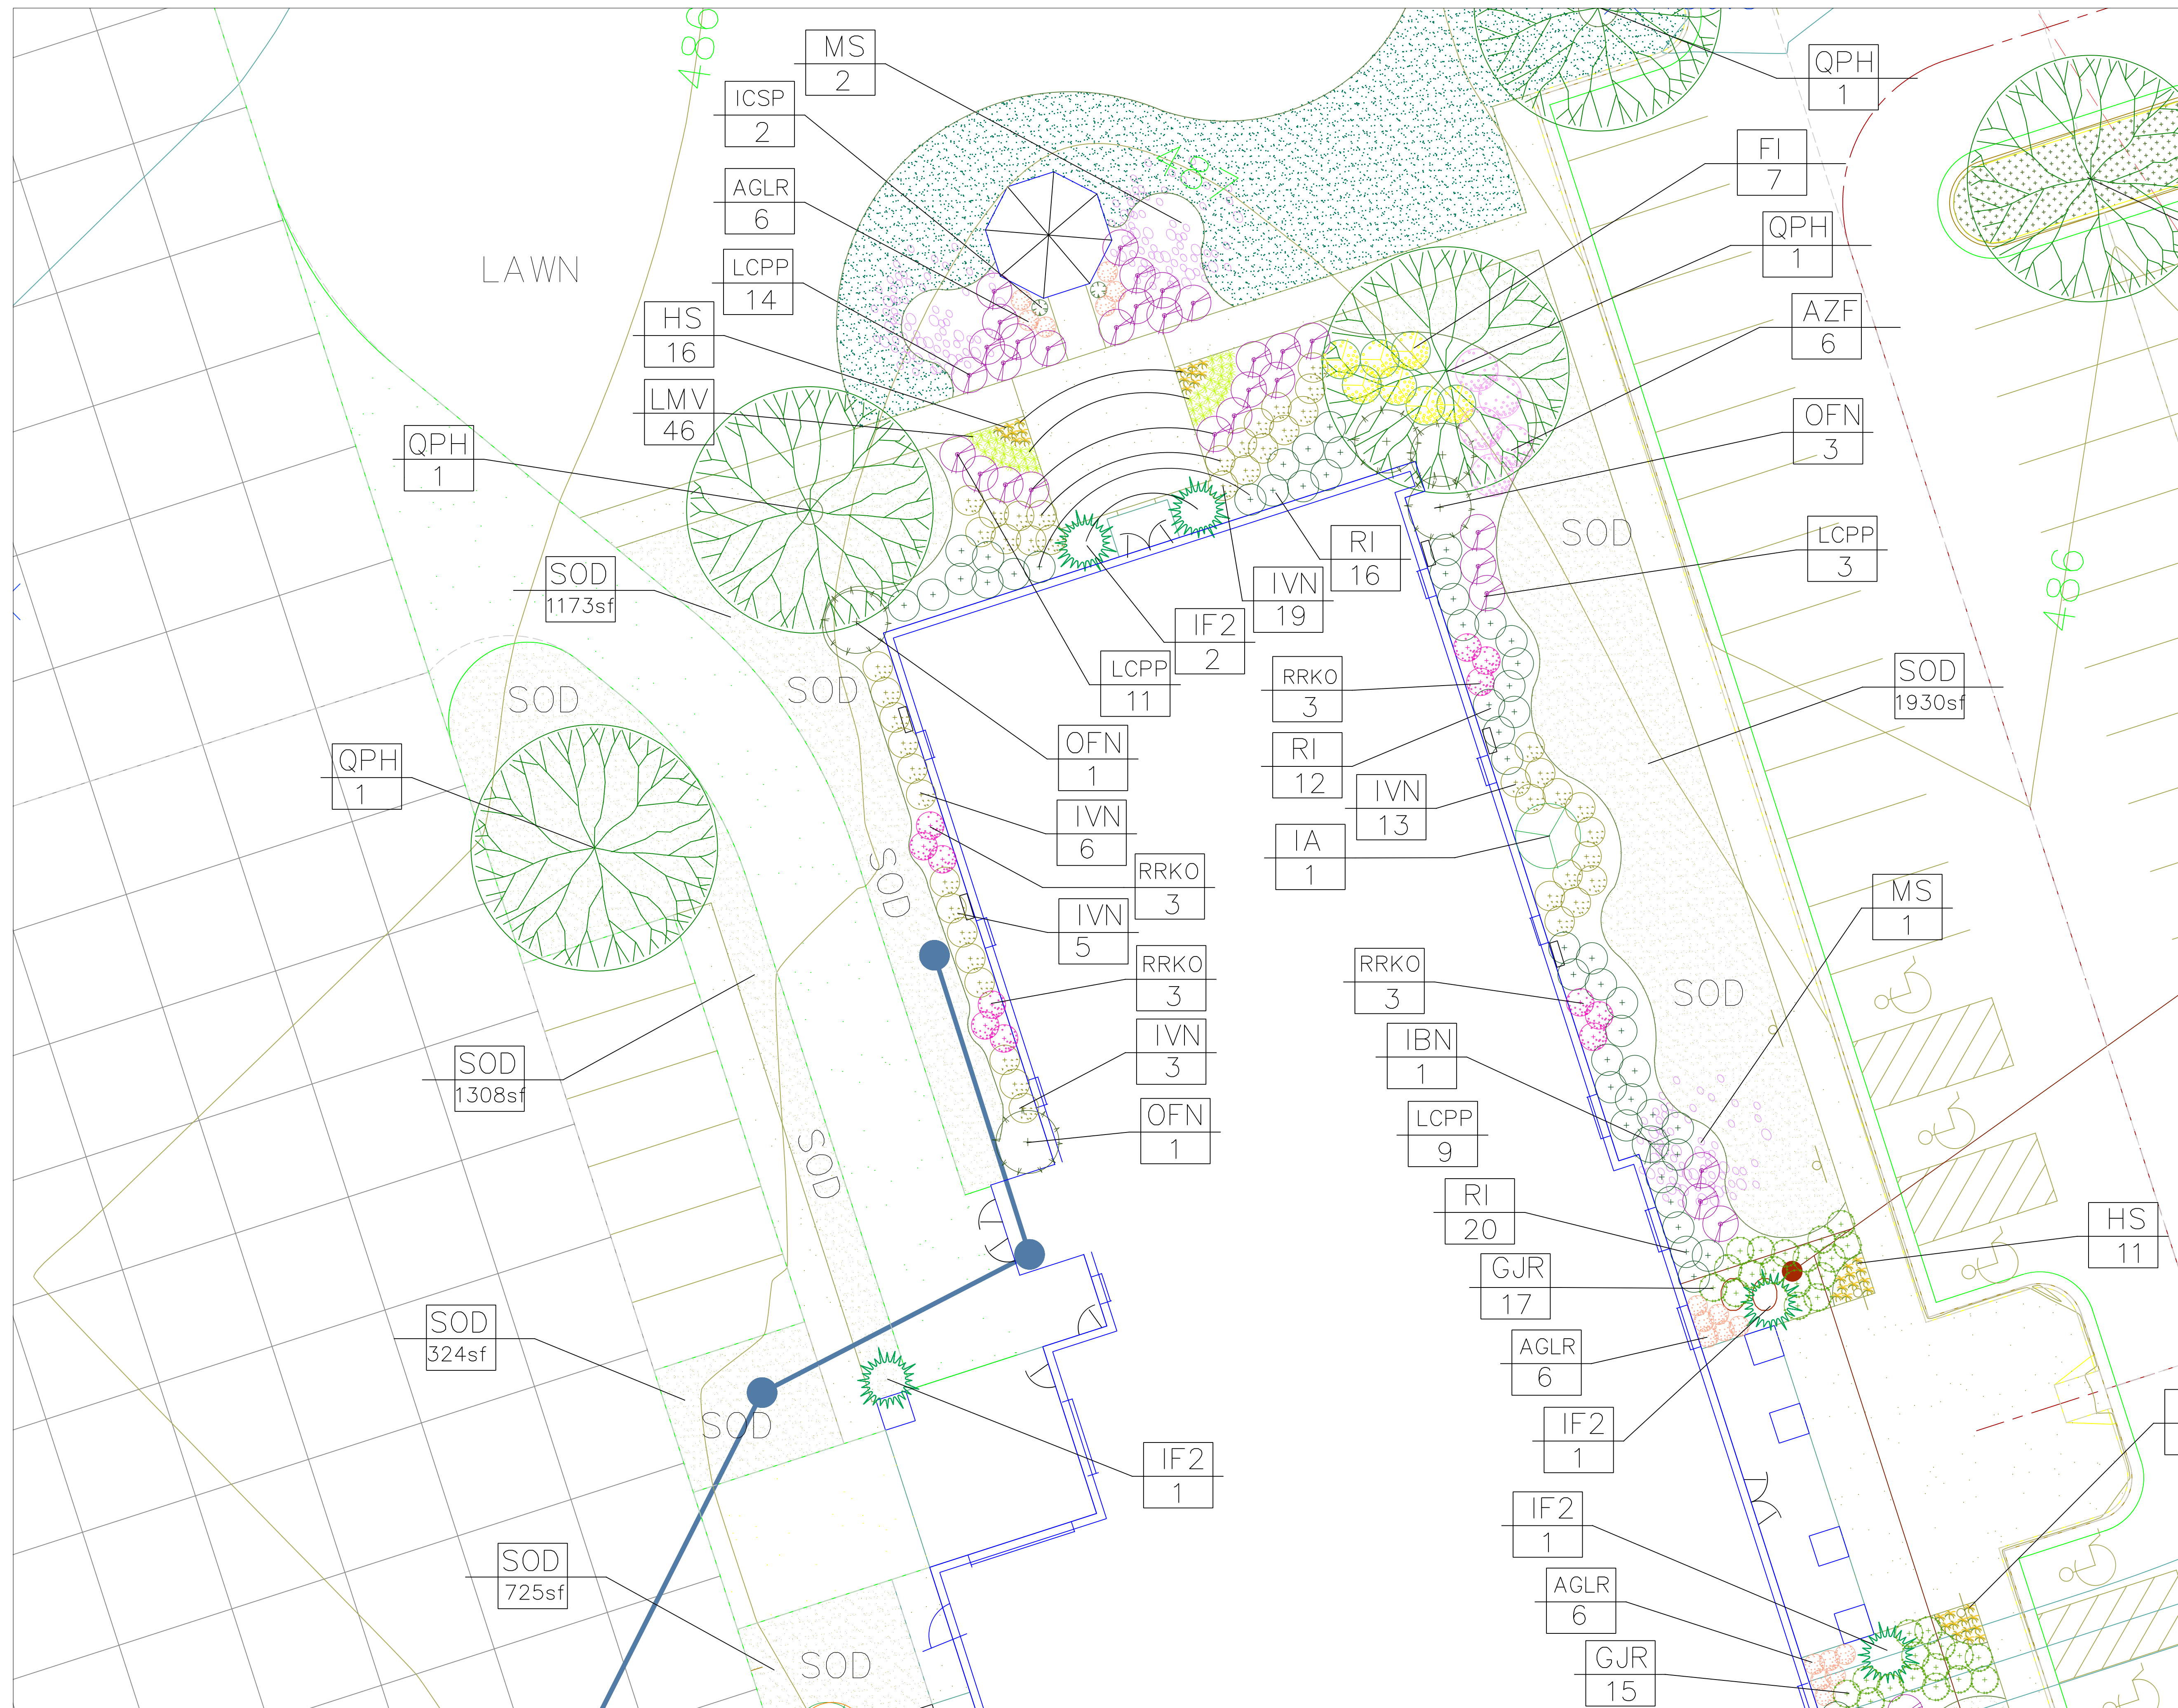 486
MS
2
QPH
1
ICSP
2
FI
7
487
AGLR
6
QPH
1
LAWN
LCPP
14
AZF
6
HS
16
LMV
46
OFN
3
QPH
1
SOD
LCPP
3
RI
16
SOD
1173sf
IVN
19
486
IF2
2
LCPP
11
RRKO
3
SOD
1930sf
SOD
SOD
OFN
1
RI
12
QPH
1
IVN
13
IVN
6
IA
1
RRKO
3
SOD
MS
1
IVN
5
RRKO
3
RRKO
3
SOD
IVN
3
IBN
1
SOD
1308sf
OFN
1
LCPP
9
SOD
RI
20
HS
11
GJR
17
SOD
324sf
AGLR
6
SOD
IF2
1
IF2
1
IF2
1
SOD
725sf
AGLR
6
SOD
GJR
15